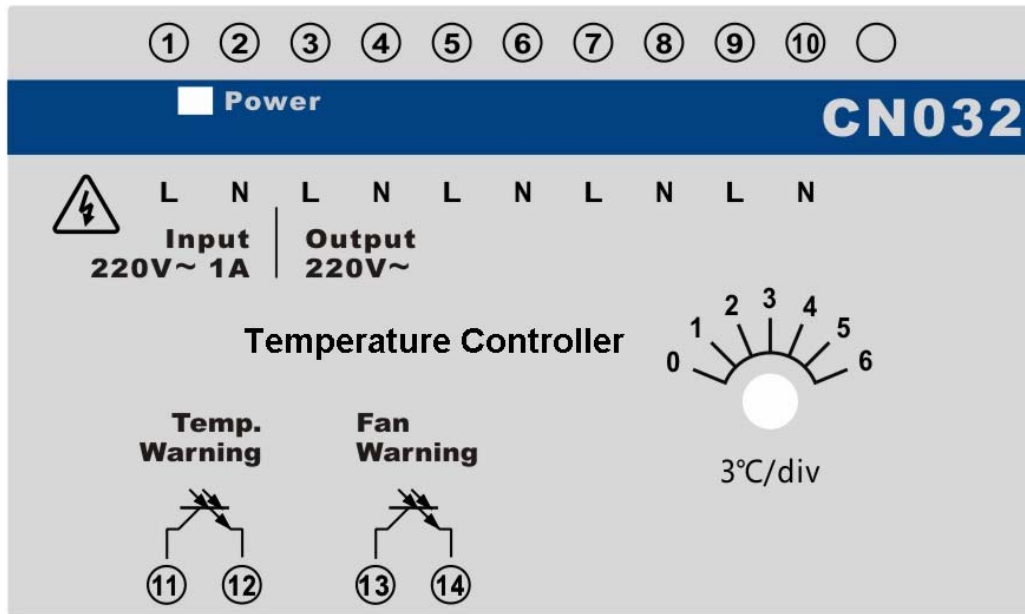 1 2 3 4 5 6 7 8 9 10
Power
CN032
L N L N L N L N L N
Input
220V~ 1A
Output
220V~
Temperature Controller
0 1 2 3 4 5 6
3℃/div
Temp.
Warning
Fan
Warning
11 12 13 14